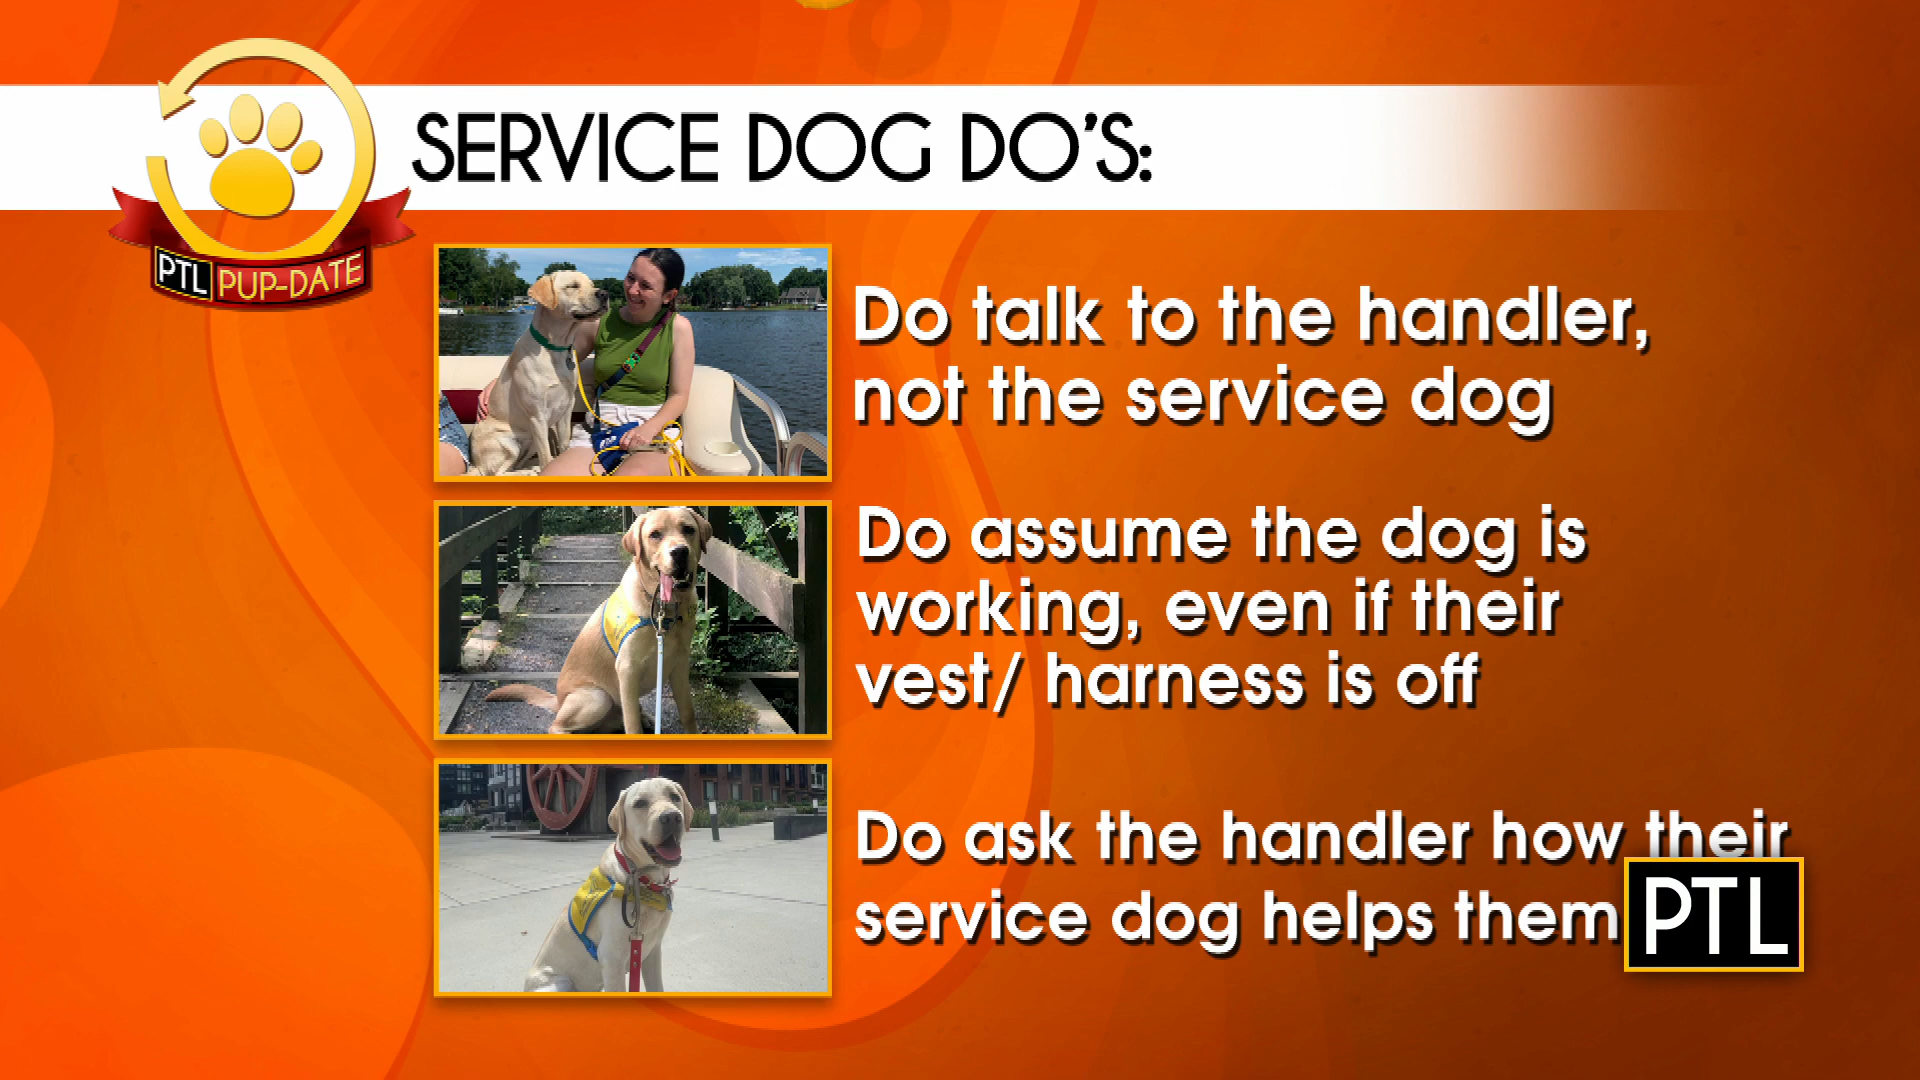 SERVICE DOG DO'S:
PTL PUP-DATE
Do talk to the handler,
not the service dog
Do assume the dog is
working, even if their
vest/ harness is off
Do ask the handler how their
service dog helps them
PTL